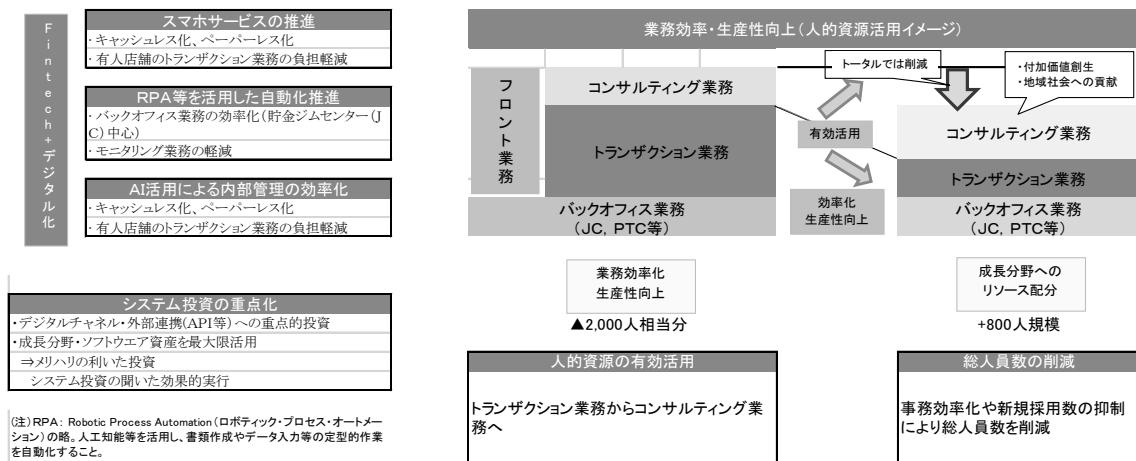 Fintech+デジタル化
スマホサービスの推進
・キャッシュレス化、ペーパーレス化
・有人店舗のトランザクション業務の負担軽減
RPA等を活用した自動化推進
・バックオフィス業務の効率化(貯金ジムセンター(J
C)中心)
・モニタリング業務の軽減
AI活用による内部管理の効率化
・キャッシュレス化、ペーパーレス化
・有人店舗のトランザクション業務の負担軽減
システム投資の重点化
・デジタルチャネル・外部連携(API等)への重点的投資
・成長分野・ソフトウエア資産を最大限活用
⇒メリハリの利いた投資
システム投資の聞いた効果的実行
(注)RPA: Robotic Process Automation(ロボティック・プロセス・オートメー
ション)の略。人工知能等を活用し、書類作成やデータ入力等の定型的作業
を自動化すること。
業務効率・生産性向上(人的資源活用イメージ)
フロント業務
コンサルティング業務
トランザクション業務
バックオフィス業務
(JC, PTC等)
トータルでは削減
有効活用
効率化
生産性向上
・付加価値創生
・地域社会への貢献
コンサルティング業務
トランザクション業務
バックオフィス業務
(JC, PTC等)
業務効率化
生産性向上
▲2,000人相当分
成長分野への
リソース配分
+800人規模
人的資源の有効活用
トランザクション業務からコンサルティング業
務へ
総人員数の削減
事務効率化や新規採用数の抑制
により総人員数を削減